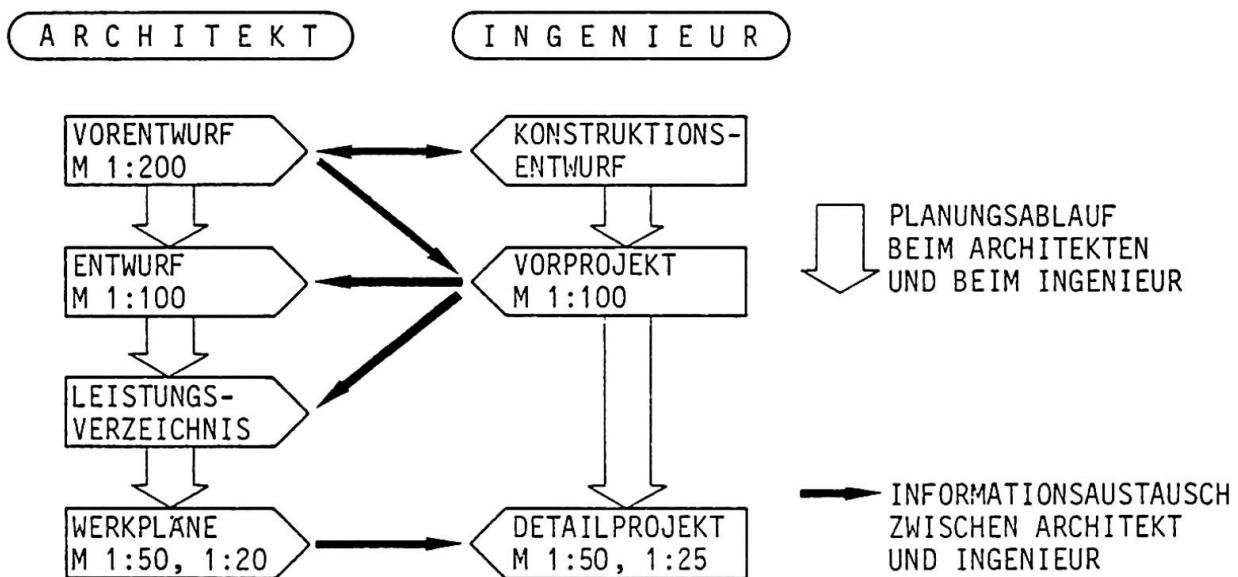 ARCHITEKT
INGENIEUR
VORENTWURF
M 1:200
KONSTRUKTIONS-
ENTWURF
ENTWURF
M 1:100
VORPROJEKT
M 1:100
LEISTUNGS-
VERZEICHNIS
WERKPLÄNE
M 1:50, 1:20
DETAILPROJEKT
M 1:50, 1:25
PLANUNGSABLAUF
BEIM ARCHITEKTEN
UND BEIM INGENIEUR
INFORMATIONSAUSTAUSCH
ZWISCHEN ARCHITEKT
UND INGENIEUR